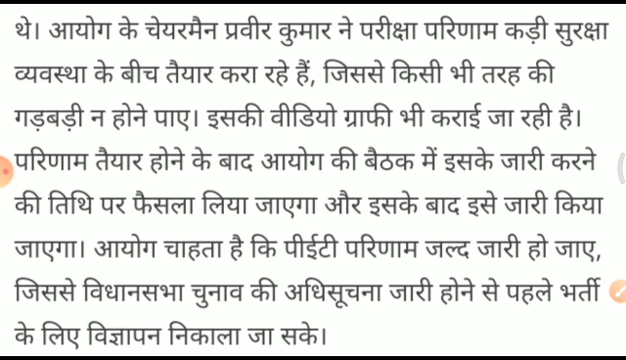 थे। आयोग के चेयरमैन प्रवीर कुमार ने परीक्षा परिणाम कड़ी सुरक्षा
व्यवस्था के बीच तैयार करा रहे हैं, जिससे किसी भी तरह की
गड़बड़ी न होने पाए। इसकी वीडियो ग्राफी भी कराई जा रही है।
परिणाम तैयार होने के बाद आयोग की बैठक में इसके जारी करने
की तिथि पर फैसला लिया जाएगा और इसके बाद इसे जारी किया
जाएगा। आयोग चाहता है कि पीईटी परिणाम जल्द जारी हो जाए,
जिससे विधानसभा चुनाव की अधिसूचना जारी होने से पहले भर्ती
के लिए विज्ञापन निकाला जा सके।